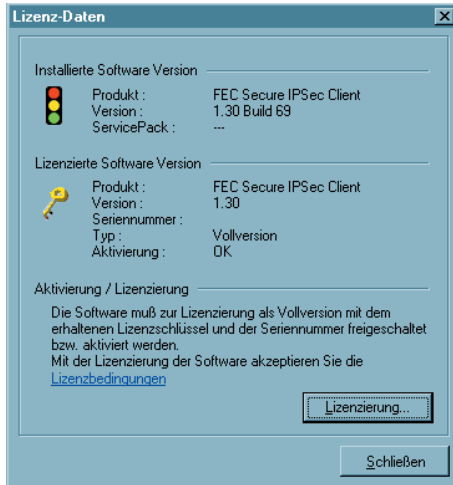 Lizenz-Daten
Installierte Software Version
Produkt : FEC Secure IPSec Client
Version : 1.30 Build 69
ServicePack : ---
Lizenzierte Software Version
Produkt : FEC Secure IPSec Client
Version : 1.30
Seriennummer :
Typ : Vollversion
Aktivierung : OK
Aktivierung / Lizenzierung
Die Software muß zur Lizenzierung als Vollversion mit dem
erhaltenen Lizenzschlüssel und der Seriennummer freigeschaltet
bzw. aktiviert werden.
Mit der Lizenzierung der Software akzeptieren Sie die
Lizenzbedingungen
Lizenzierung...
Schließen